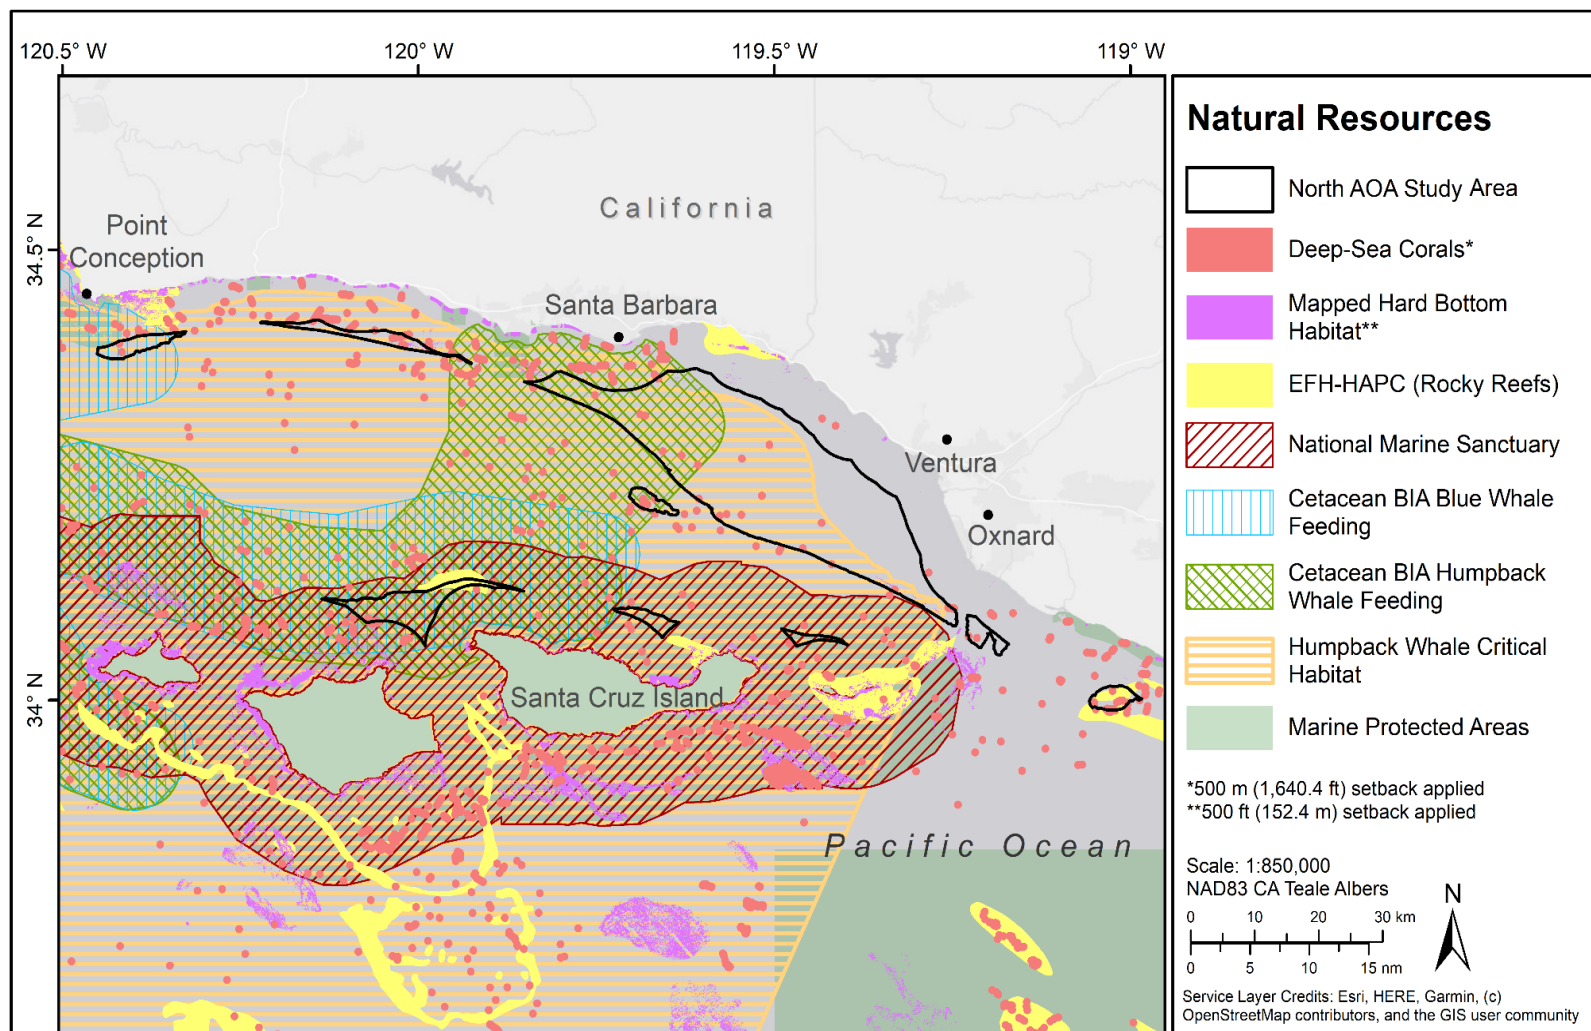 120.5° W
120° W
119.5° W
119° W
34.5° N
34° N
Point
Conception
California
Santa Barbara
Ventura
Oxnard
Santa Cruz Island
Pacific Ocean
Natural Resources
North AOA Study Area
Deep-Sea Corals*
Mapped Hard Bottom
Habitat**
EFH-HAPC (Rocky Reefs)
National Marine Sanctuary
Cetacean BIA Blue Whale
Feeding
Cetacean BIA Humpback
Whale Feeding
Humpback Whale Critical
Habitat
Marine Protected Areas
*500 m (1,640.4 ft) setback applied
**500 ft (152.4 m) setback applied
Scale: 1:850,000
NAD83 CA Teale Albers
N
0 10 20 30 km
0 5 10 15 nm
Service Layer Credits: Esri, HERE, Garmin, (c)
OpenStreetMap contributors, and the GIS user community